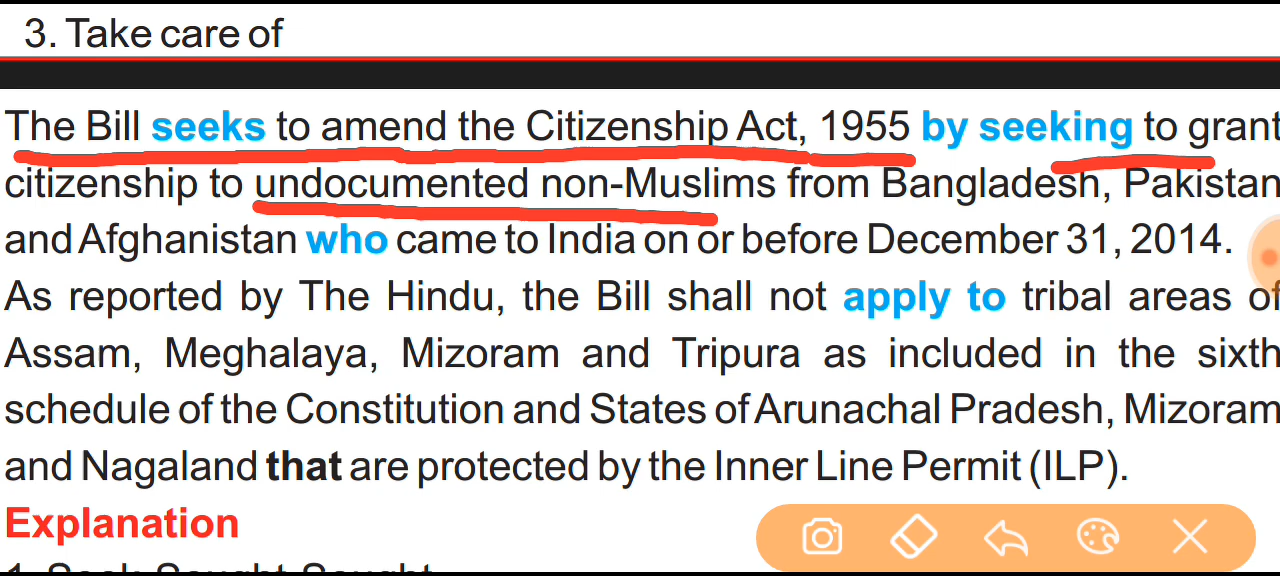 3. Take care of
The Bill seeks to amend the Citizenship Act, 1955 by seeking to grant
citizenship to undocumented non-Muslims from Bangladesh, Pakistan
and Afghanistan who came to India on or before December 31, 2014.
As reported by The Hindu, the Bill shall not apply to tribal areas of
Assam, Meghalaya, Mizoram and Tripura as included in the sixth
schedule of the Constitution and States of Arunachal Pradesh, Mizoram
and Nagaland that are protected by the Inner Line Permit (ILP).
Explanation